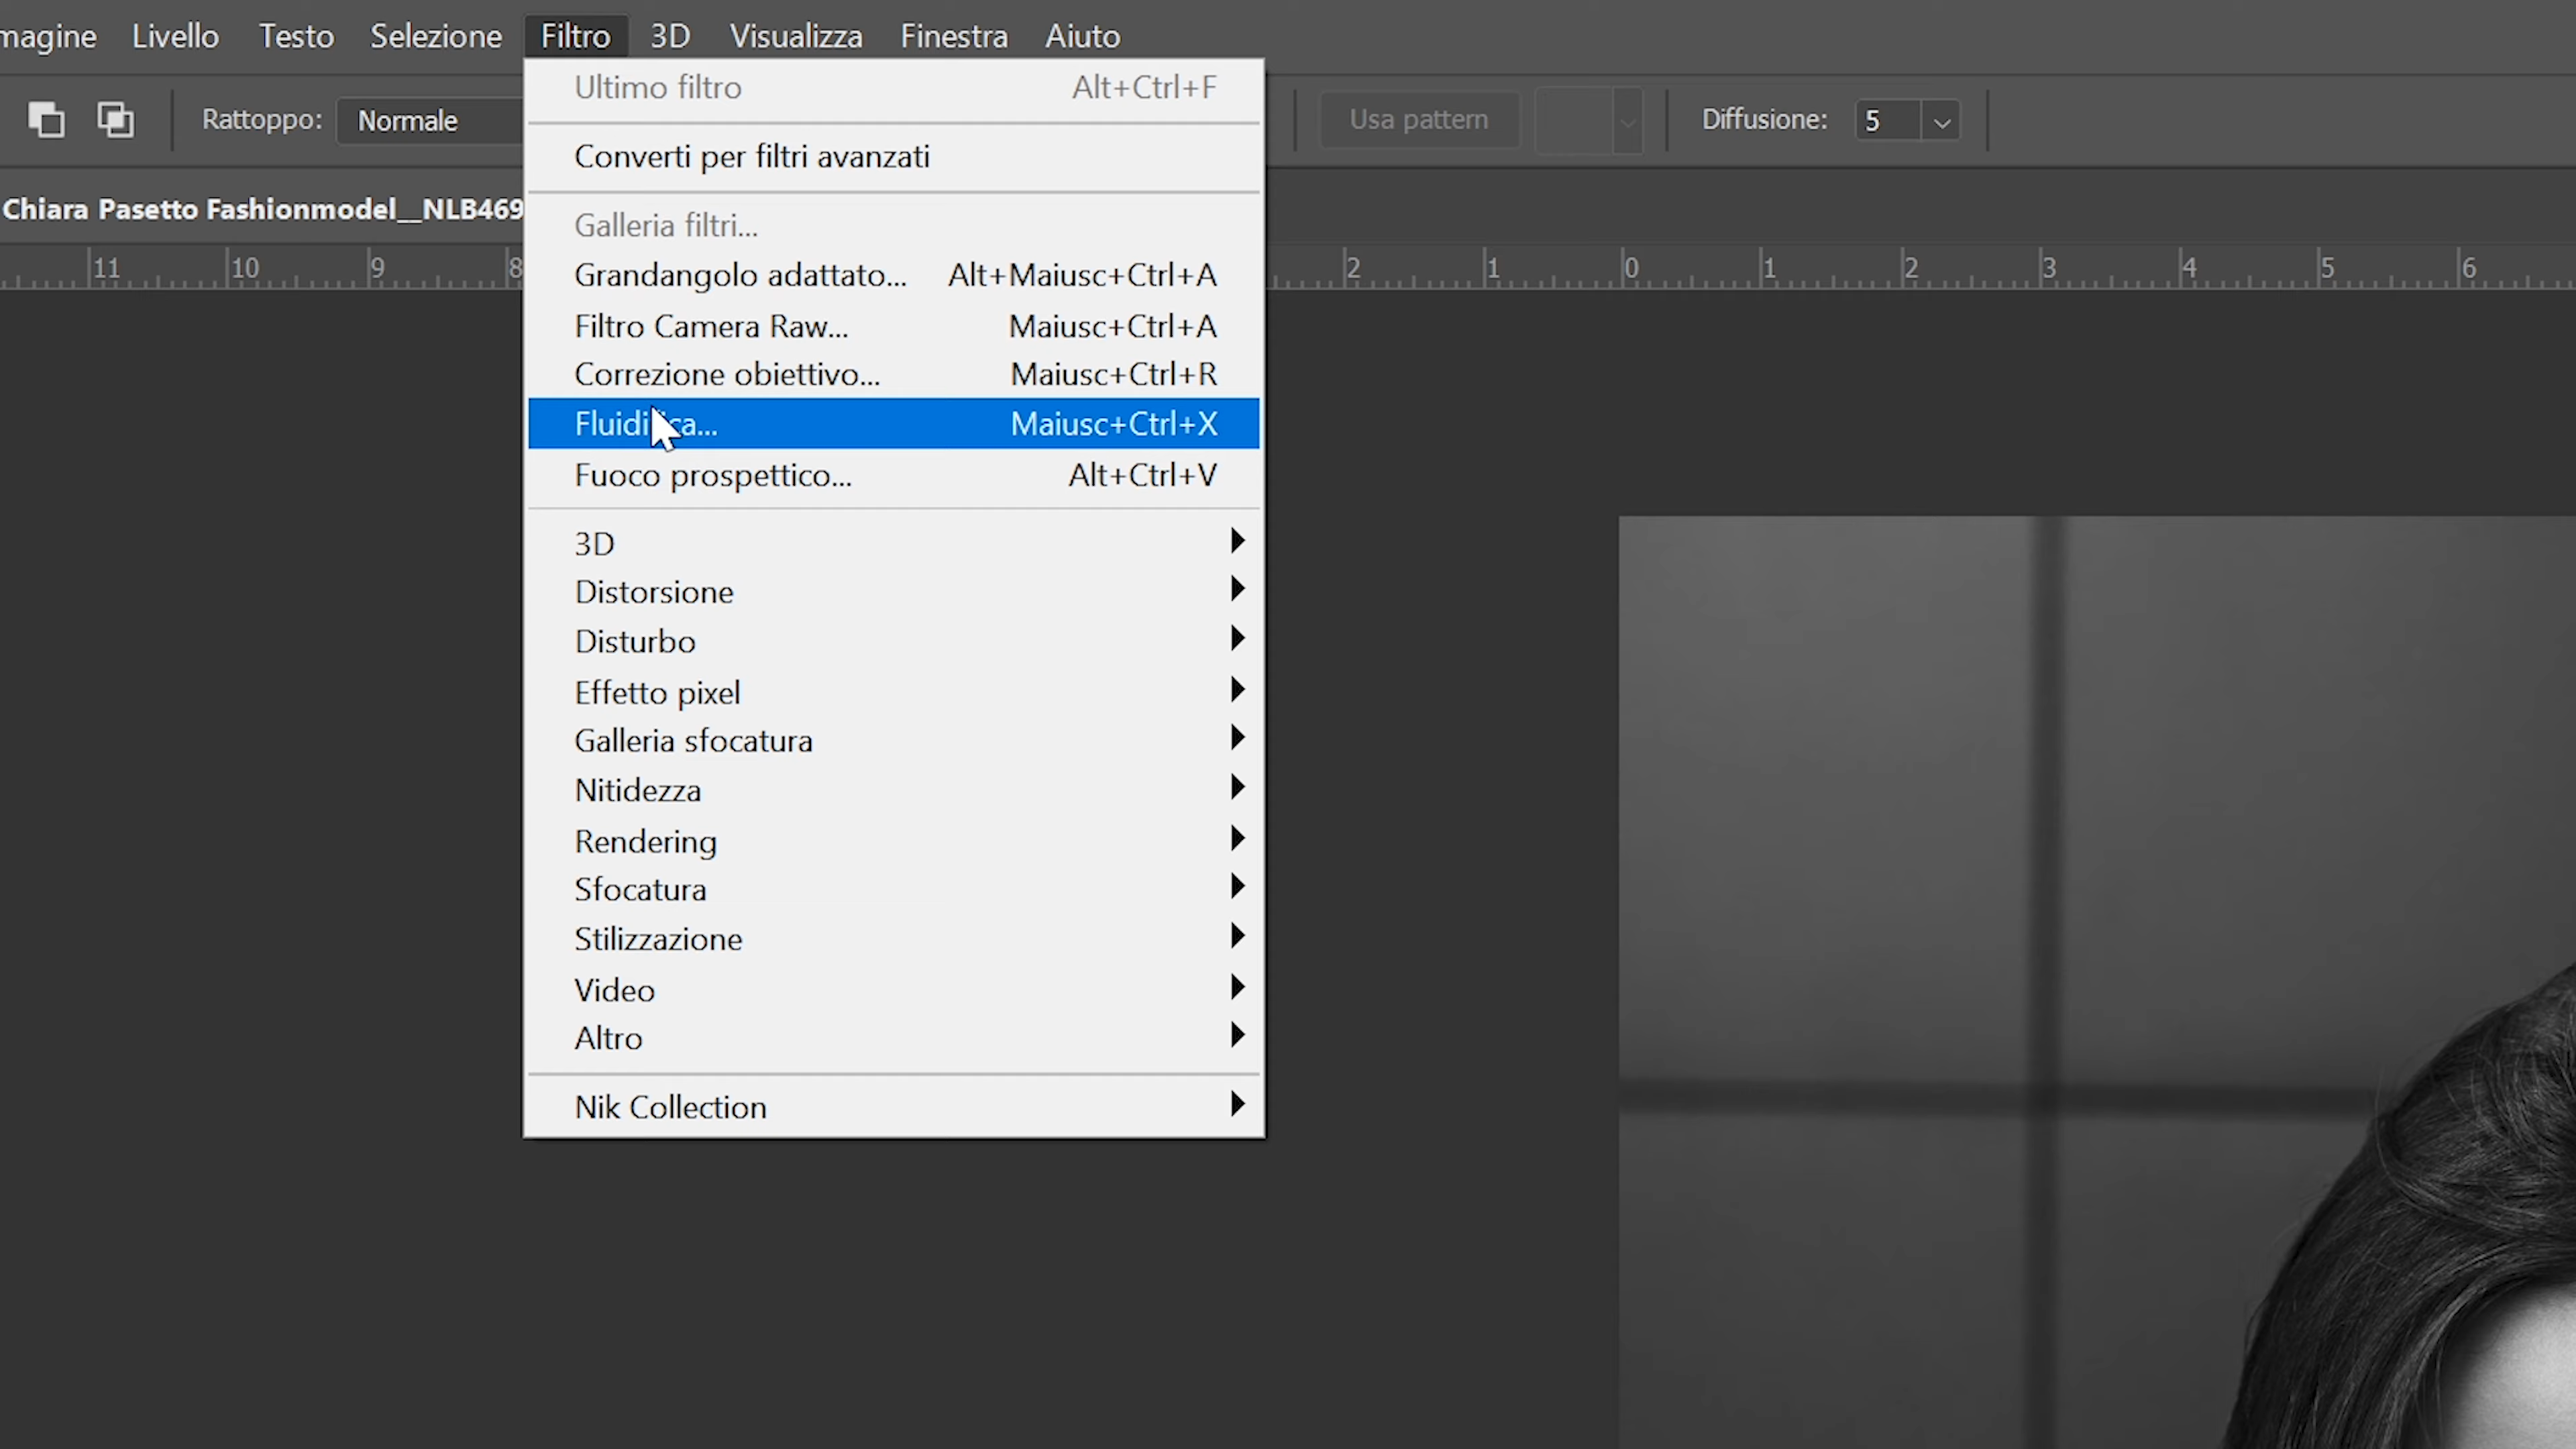 magine Livello Testo Selezione Filtro 3D Visualizza Finestra Aiuto
Rattoppo: Normale Usa pattern Diffusione: 5
Chiara Pasetto Fashionmodel__NLB469
11 10 9 8 2 1 0 1 2 3 4 5 6
Ultimo filtro Alt+Ctrl+F
Converti per filtri avanzati
Galleria filtri...
Grandangolo adattato... Alt+Maiusc+Ctrl+A
Filtro Camera Raw... Maiusc+Ctrl+A
Correzione obiettivo... Maiusc+Ctrl+R
Fluidifica... Maiusc+Ctrl+X
Fuoco prospettico... Alt+Ctrl+V
3D
Distorsione
Disturbo
Effetto pixel
Galleria sfocatura
Nitidezza
Rendering
Sfocatura
Stilizzazione
Video
Altro
Nik Collection